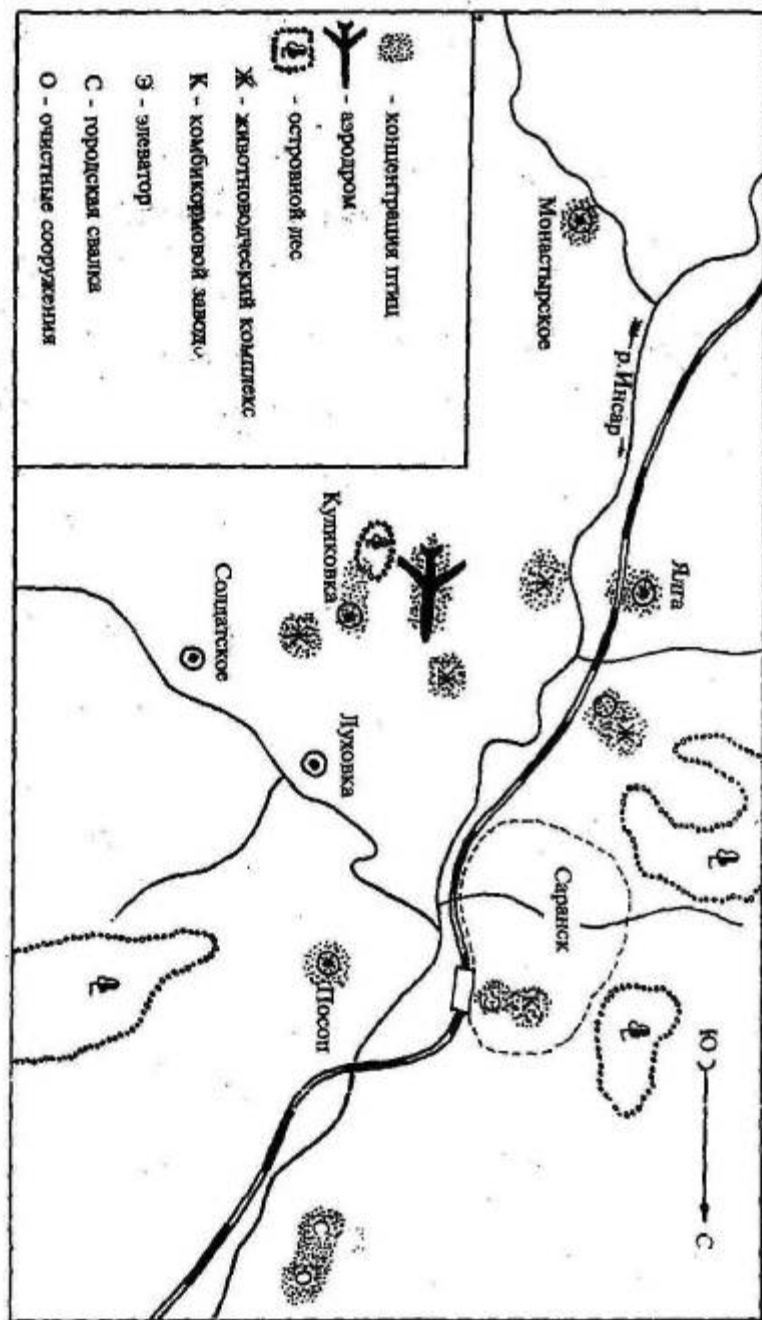 Ю
С
Ялга
Ж
р.Инсар
Саранск
Монастырское
Ж
К
Э
Ж
- концентрация птиц
- аэродром
- островной лес
Ж - животноводческий комплекс
К - комбикормовой завод
Э - элеватор
С - городская свалка
О - очистные сооружения
Куликовка
Луховка
Посоп
Ж
С
О
Солдатское